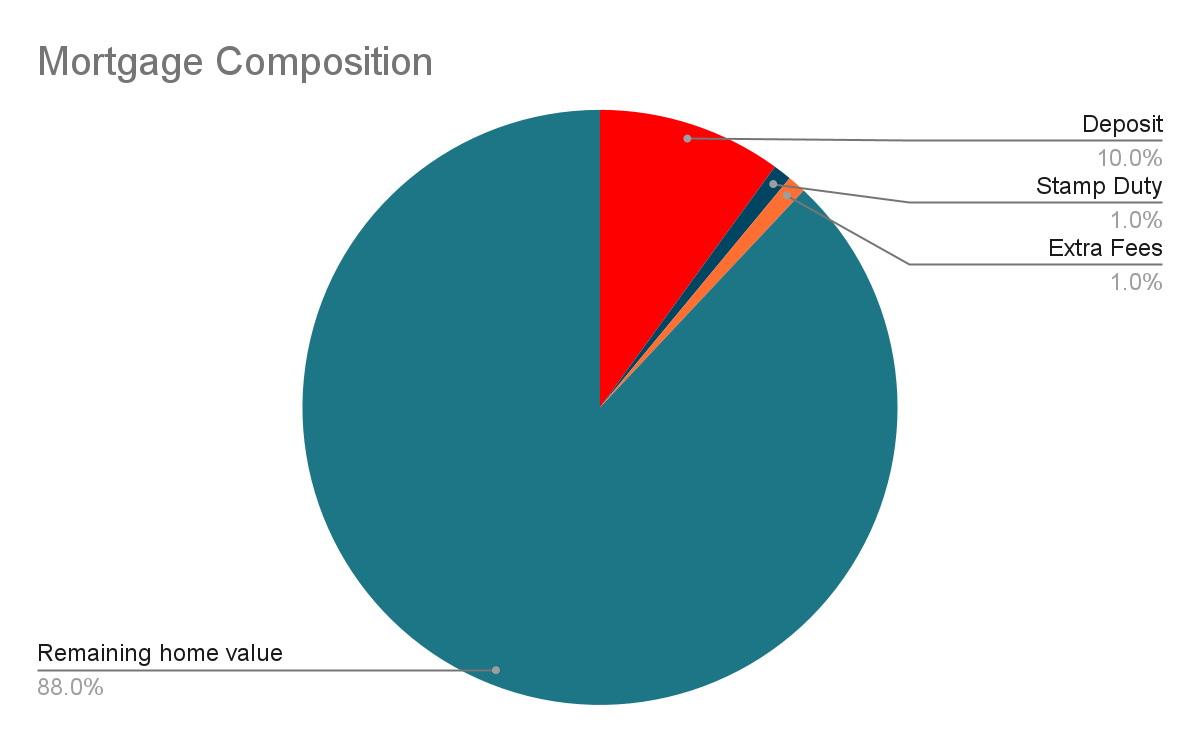 Mortgage Composition
Deposit
10.0%
Stamp Duty
1.0%
Extra Fees
1.0%
Remaining home value
88.0%